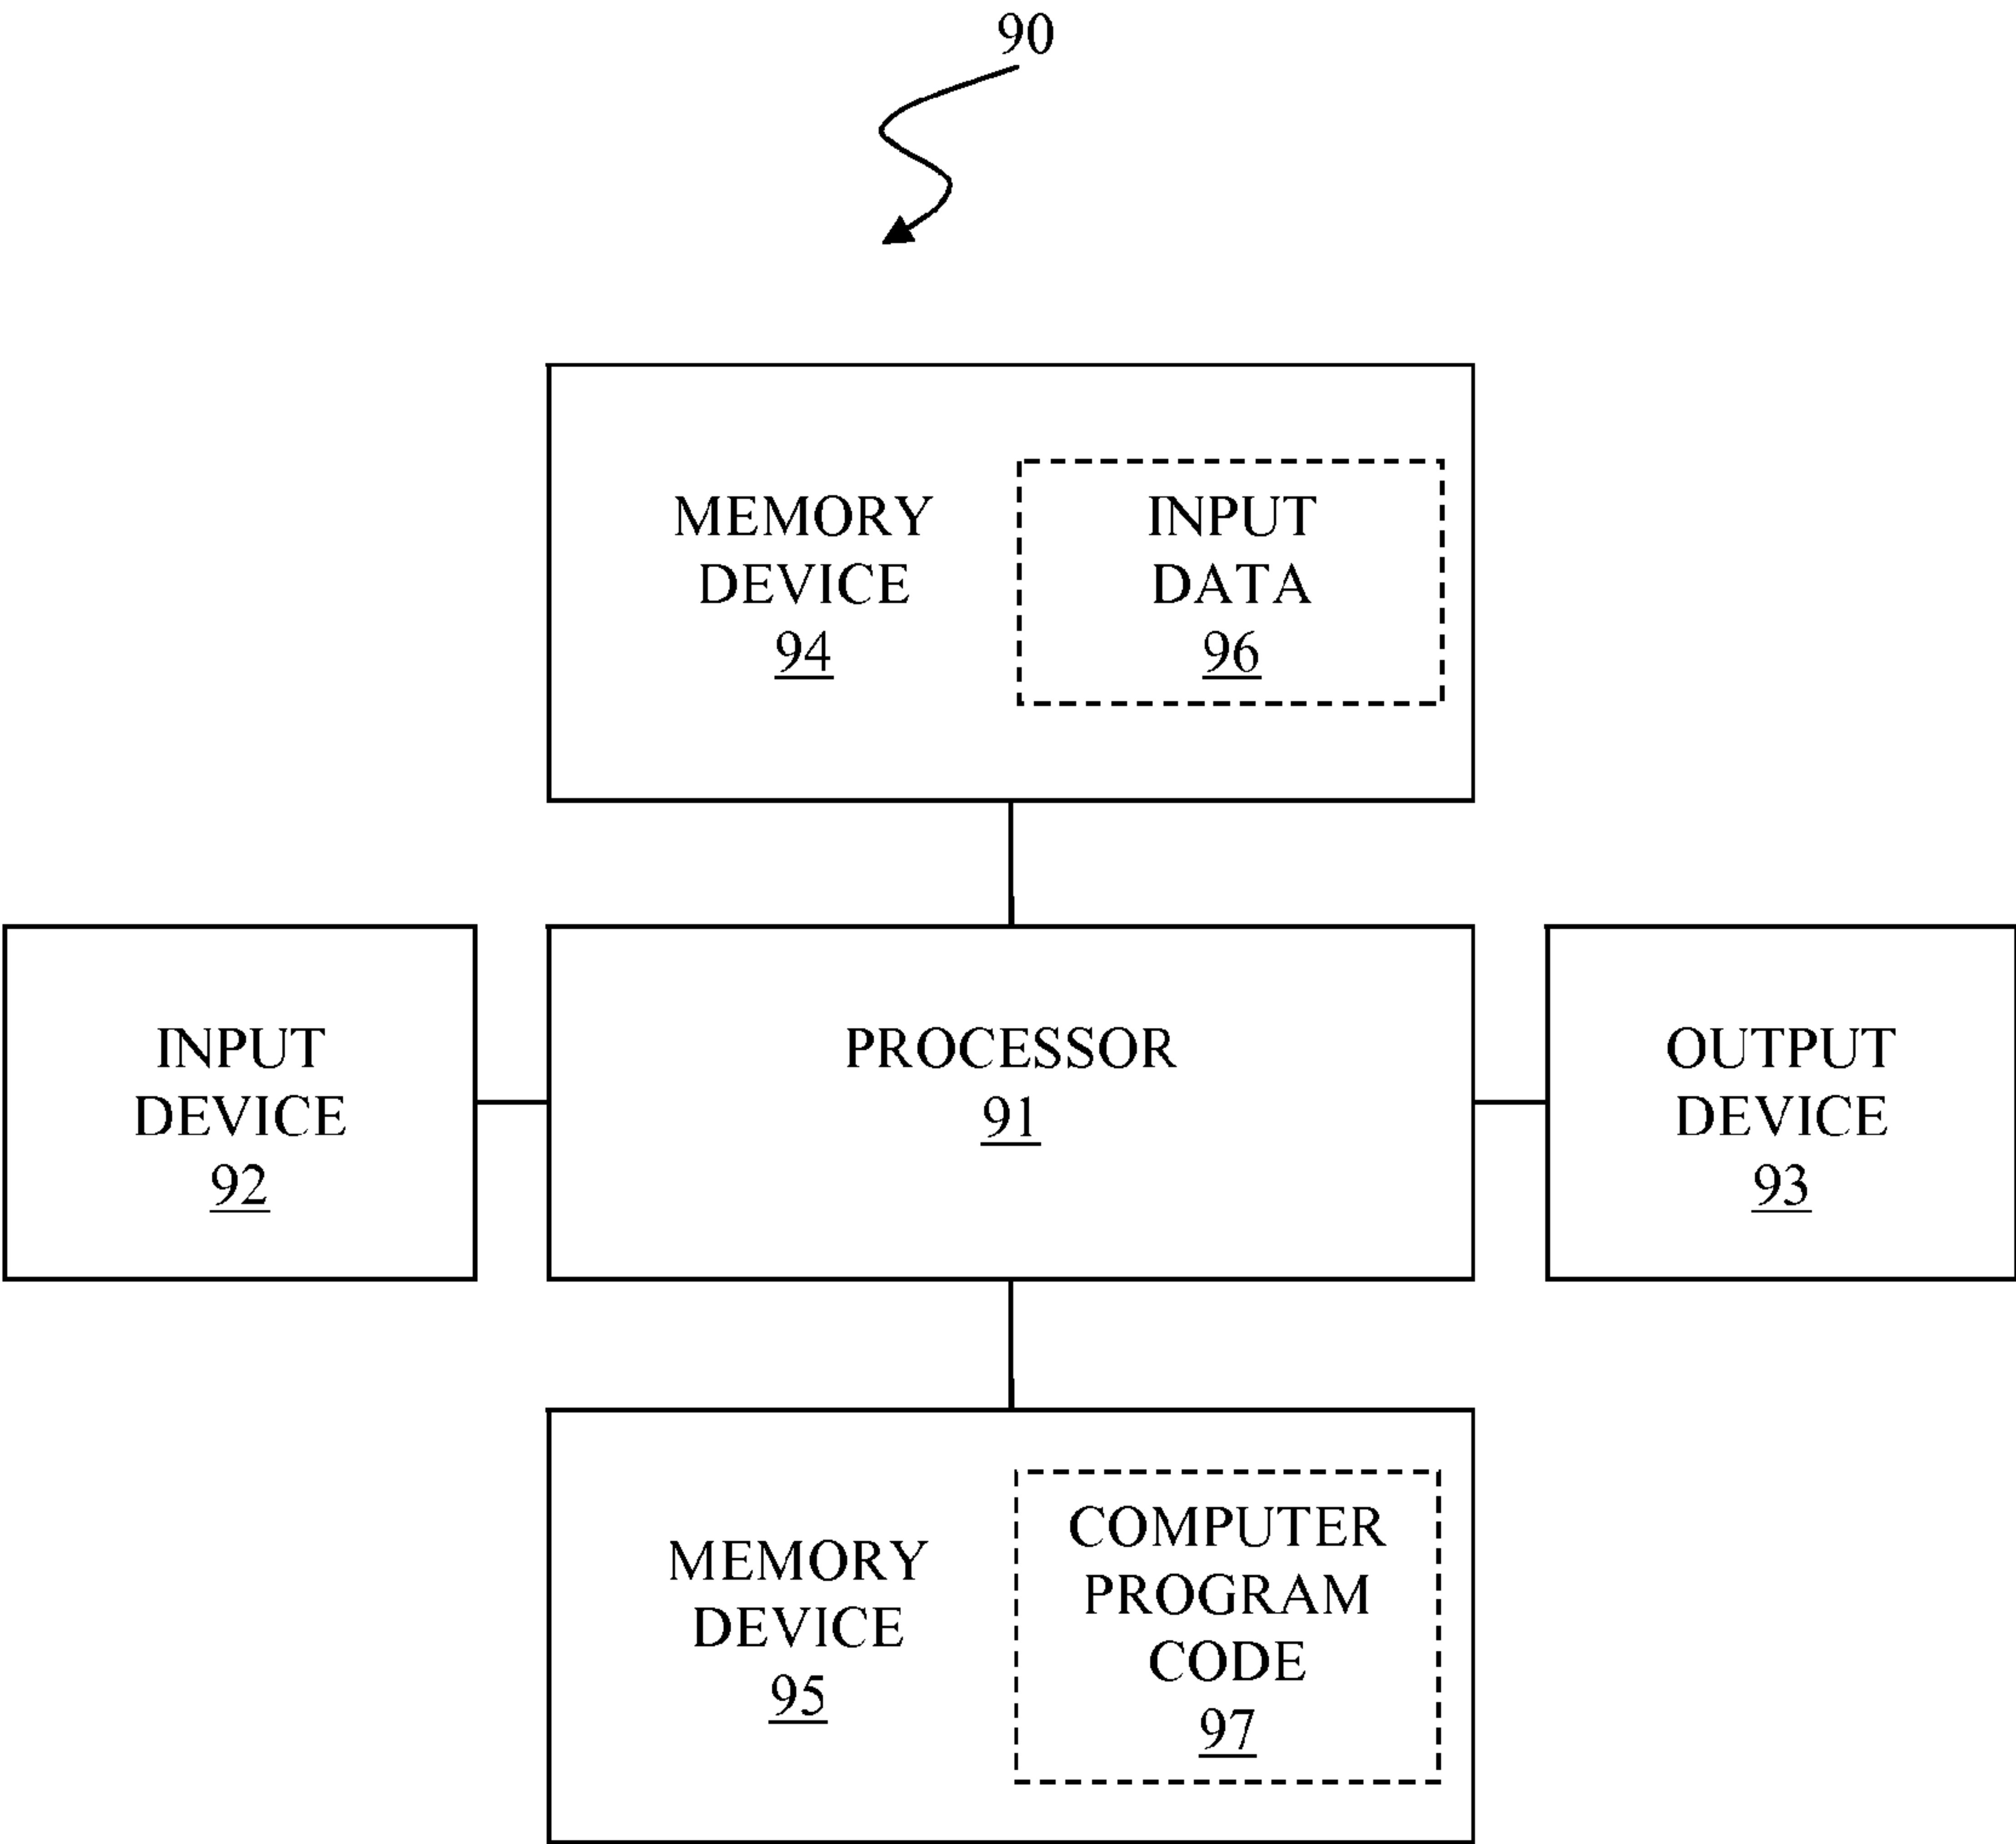 90
MEMORY
DEVICE
94
INPUT
DATA
96
INPUT
DEVICE
92
PROCESSOR
91
OUTPUT
DEVICE
93
MEMORY
DEVICE
95
COMPUTER
PROGRAM
CODE
97